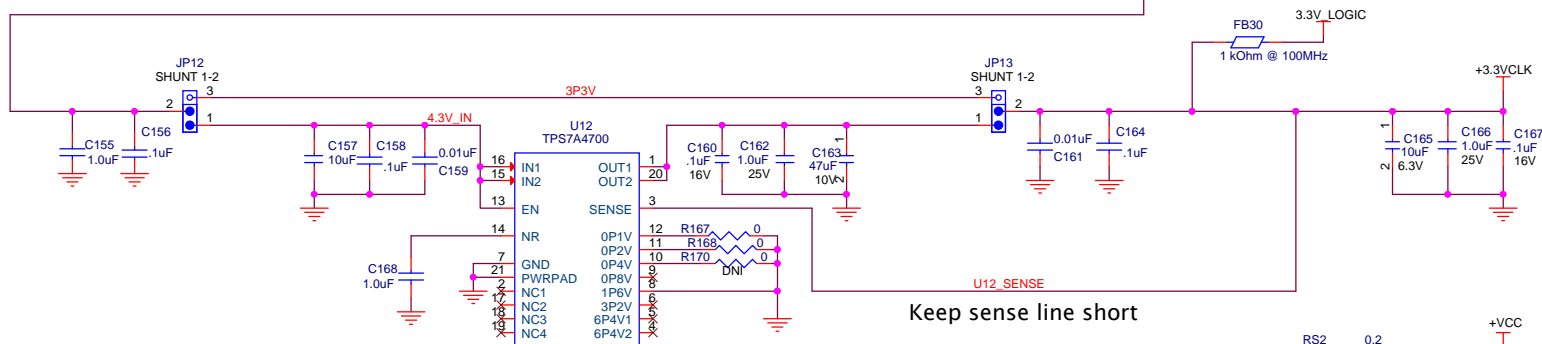 3.3V_LOGIC
FB30
1 kOhm @ 100MHz
+3.3VCLK
JP12
SHUNT 1-2
3
2
1
3P3V
JP13
SHUNT 1-2
3
2
1
C155
1.0uF
C156
.1uF
4.3V_IN
C157
10uF
C158
.1uF
0.01uF
C159
U12
TPS7A4700
16
IN1
15
IN2
13
EN
14
NR
7
GND
21
PWRPAD
2
NC1
17
NC2
18
NC3
19
NC4
OUT1
1
OUT2
20
SENSE
3
0P1V
12
0P2V
11
0P4V
10
0P8V
9
1P6V
8
3P2V
6
6P4V1
5
6P4V2
4
C160
.1uF
16V
C162
1.0uF
25V
1
C163
47uF
10V
2
0.01uF
C161
C164
.1uF
1
C165
10uF
6.3V
2
C166
1.0uF
25V
C167
.1uF
16V
R167
0
R168
0
R170
0
DNI
C168
1.0uF
U12_SENSE
Keep sense line short
+VCC
RS2
0.2